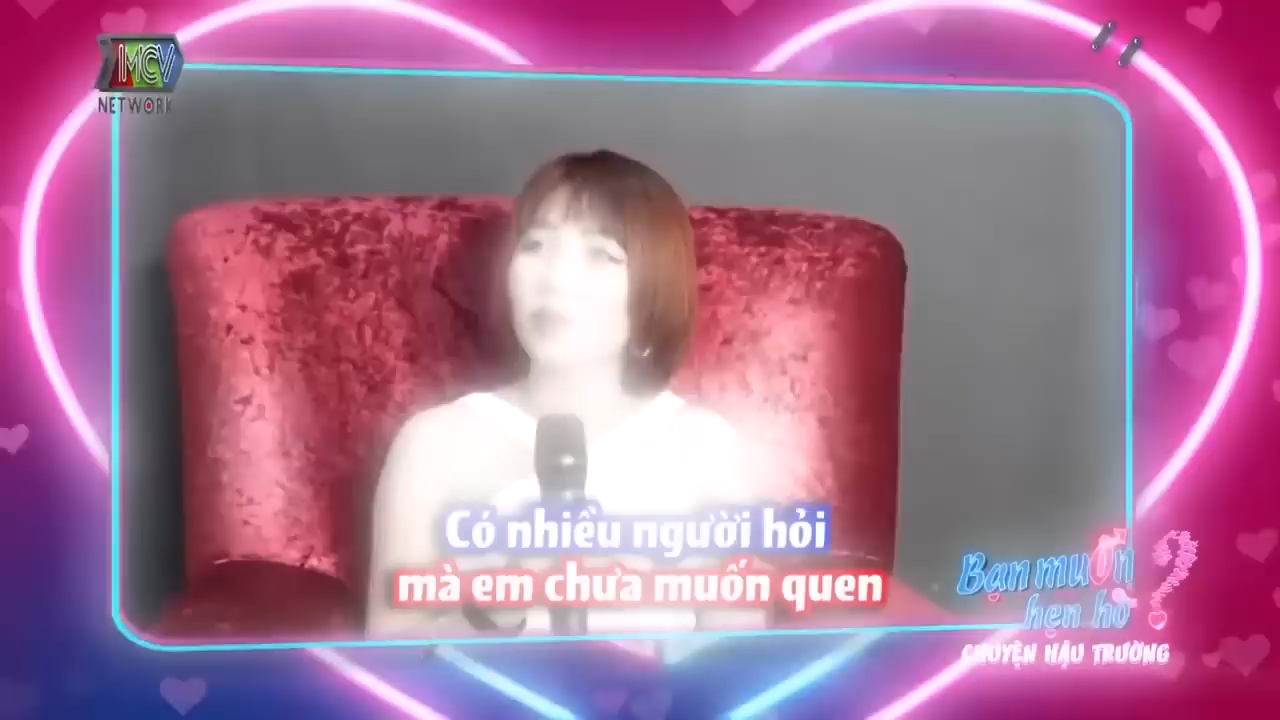 MCV
NETWORK
Có nhiều người hỏi
mà em chưa muốn quen
Bạn muốn
hẹn hò?
CHUYỆN HẬU TRƯỜNG